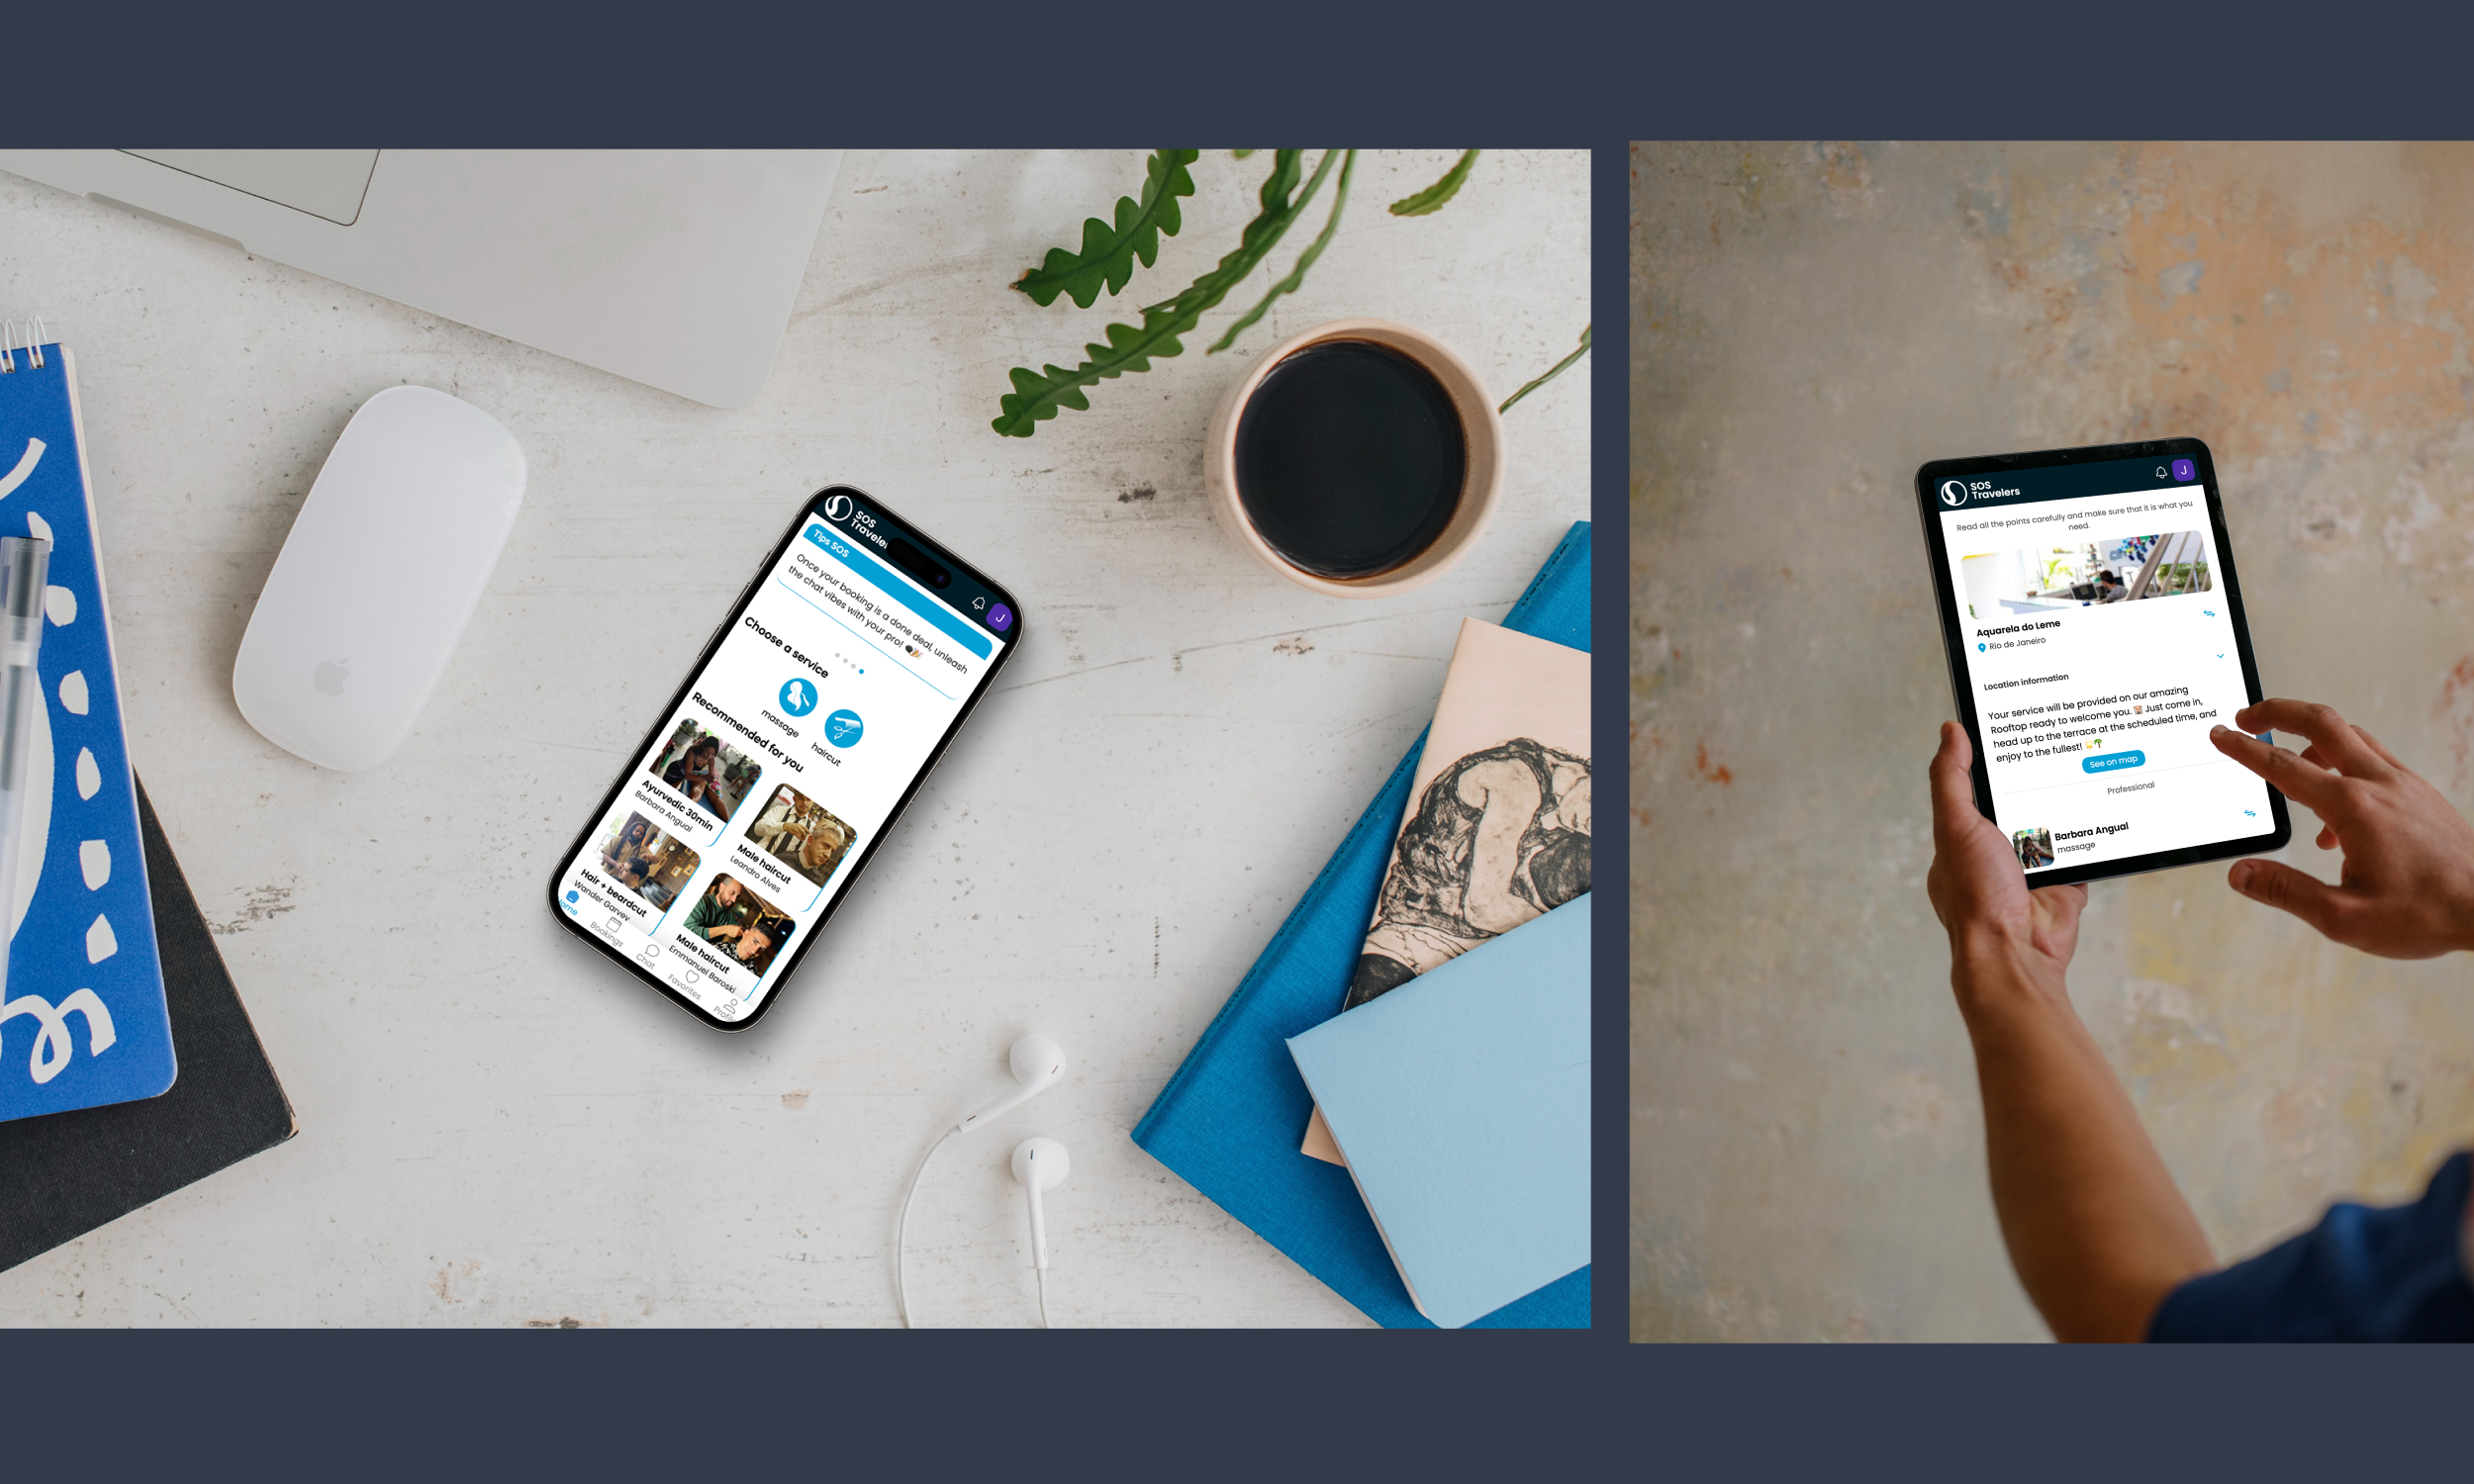 SOS
Travele
J
Tips SOS
Once your booking is a done deal, unleash
the chat vibes with your pro!
Choose a service
massage
haircut
Recommended for you
Ayurvedic 30min
Barbara Angual
Male haircut
Leandro Alves
Hair + beardcut
Wander Garvey
Male haircut
Emmanuel Baroski
ome
Bookings
Chat
Favorites
Profile
SOS
Travelers
J
Read all the points carefully and make sure that it is what you
need.
Aquarela do Leme
Rio de Janeiro
Location information
Your service will be provided on our amazing
Rooftop ready to welcome you. Just come in,
head up to the terrace at the scheduled time, and
enjoy to the fullest!
See on map
Professional
Barbara Angual
massage